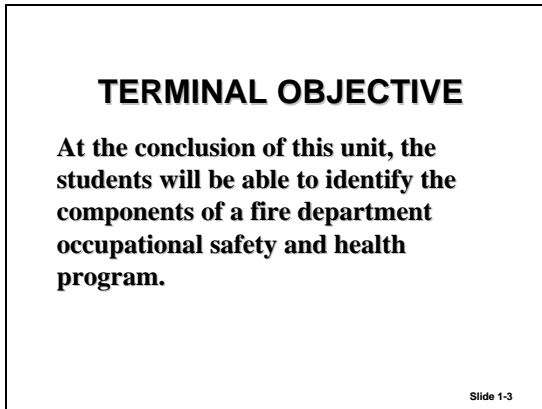 TERMINAL OBJECTIVE
At the conclusion of this unit, the
students will be able to identify the
components of a fire department
occupational safety and health
program.
Slide 1-3